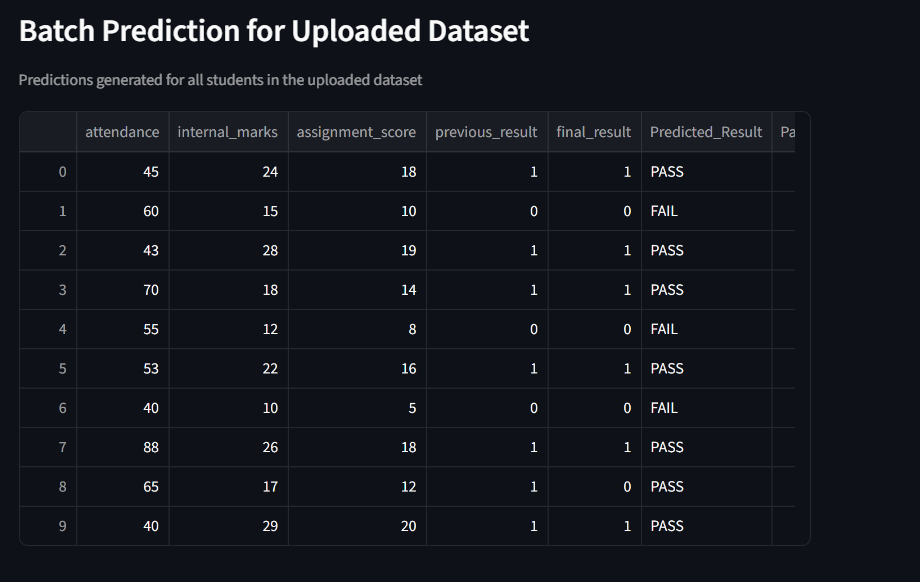 Batch Prediction for Uploaded Dataset
Predictions generated for all students in the uploaded dataset
attendance internal_marks assignment_score previous_result final_result Predicted_Result Pa
0 45 24 18 1 1 PASS
1 60 15 10 0 0 FAIL
2 43 28 19 1 1 PASS
3 70 18 14 1 1 PASS
4 55 12 8 0 0 FAIL
5 53 22 16 1 1 PASS
6 40 10 5 0 0 FAIL
7 88 26 18 1 1 PASS
8 65 17 12 1 0 PASS
9 40 29 20 1 1 PASS